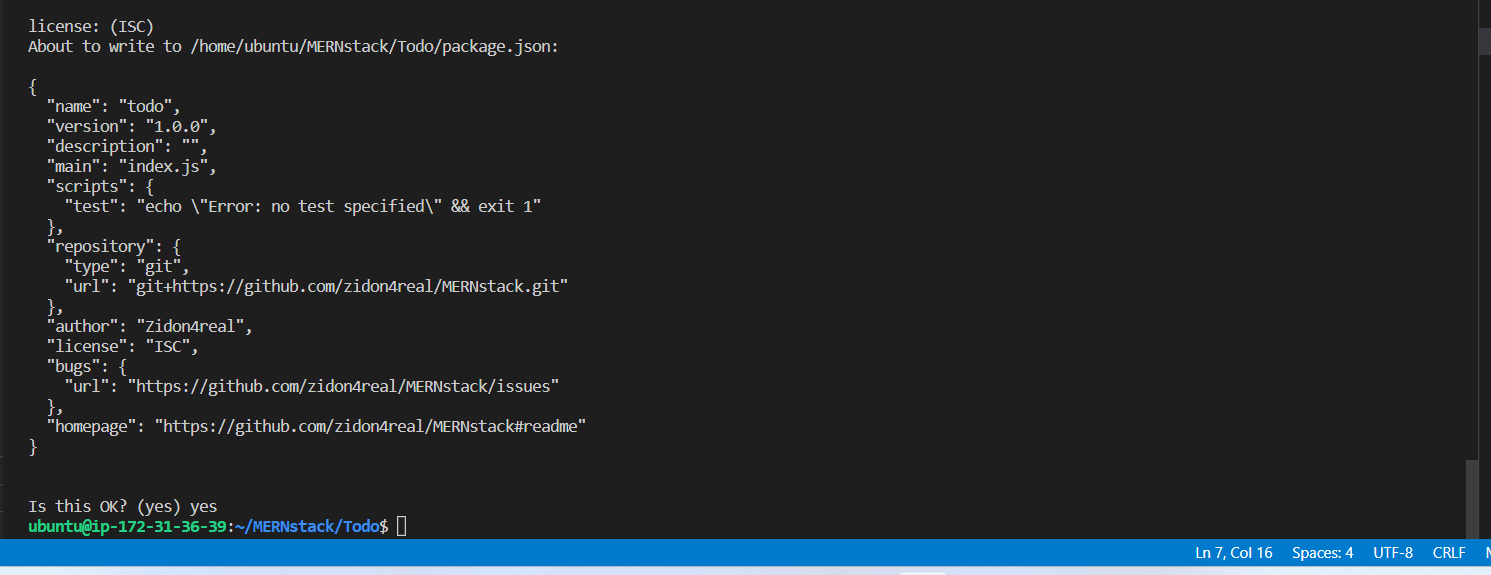 license: (ISC)
About to write to /home/ubuntu/MERNstack/Todo/package.json:
{
  "name": "todo",
  "version": "1.0.0",
  "description": "",
  "main": "index.js",
  "scripts": {
    "test": "echo \"Error: no test specified\" && exit 1"
  },
  "repository": {
    "type": "git",
    "url": "git+https://github.com/zidon4real/MERNstack.git"
  },
  "author": "Zidon4real",
  "license": "ISC",
  "bugs": {
    "url": "https://github.com/zidon4real/MERNstack/issues"
  },
  "homepage": "https://github.com/zidon4real/MERNstack#readme"
}
Is this OK? (yes) yes
ubuntu@ip-172-31-36-39:~/MERNstack/Todo$
Ln 7, Col 16 Spaces: 4 UTF-8 CRLF